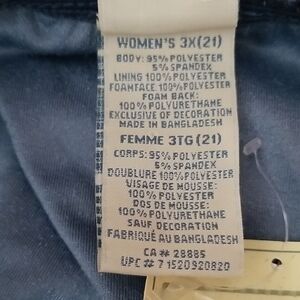 WOMEN'S 3X(21)
BODY: 95% POLYESTER
5% SPANDEX
LINING 100% POLYESTER
FOAMFACE 100% POLYESTER
FOAM BACK:
100% POLYURETHANE
EXCLUSIVE OF DECORATION
MADE IN BANGLADESH
FEMME 3TG(21)
CORPS: 95% POLYESTER
5% SPANDEX
DOUBLURE 100% POLYESTER
VISAGE DE MOUSSE:
100% POLYESTER
DOS DE MOUSSE:
100% POLYURETHANE
SAUF DECORATION
FABRIQUÉ AU BANGLADESH
CA# 28885
UPC# 7 1520920820